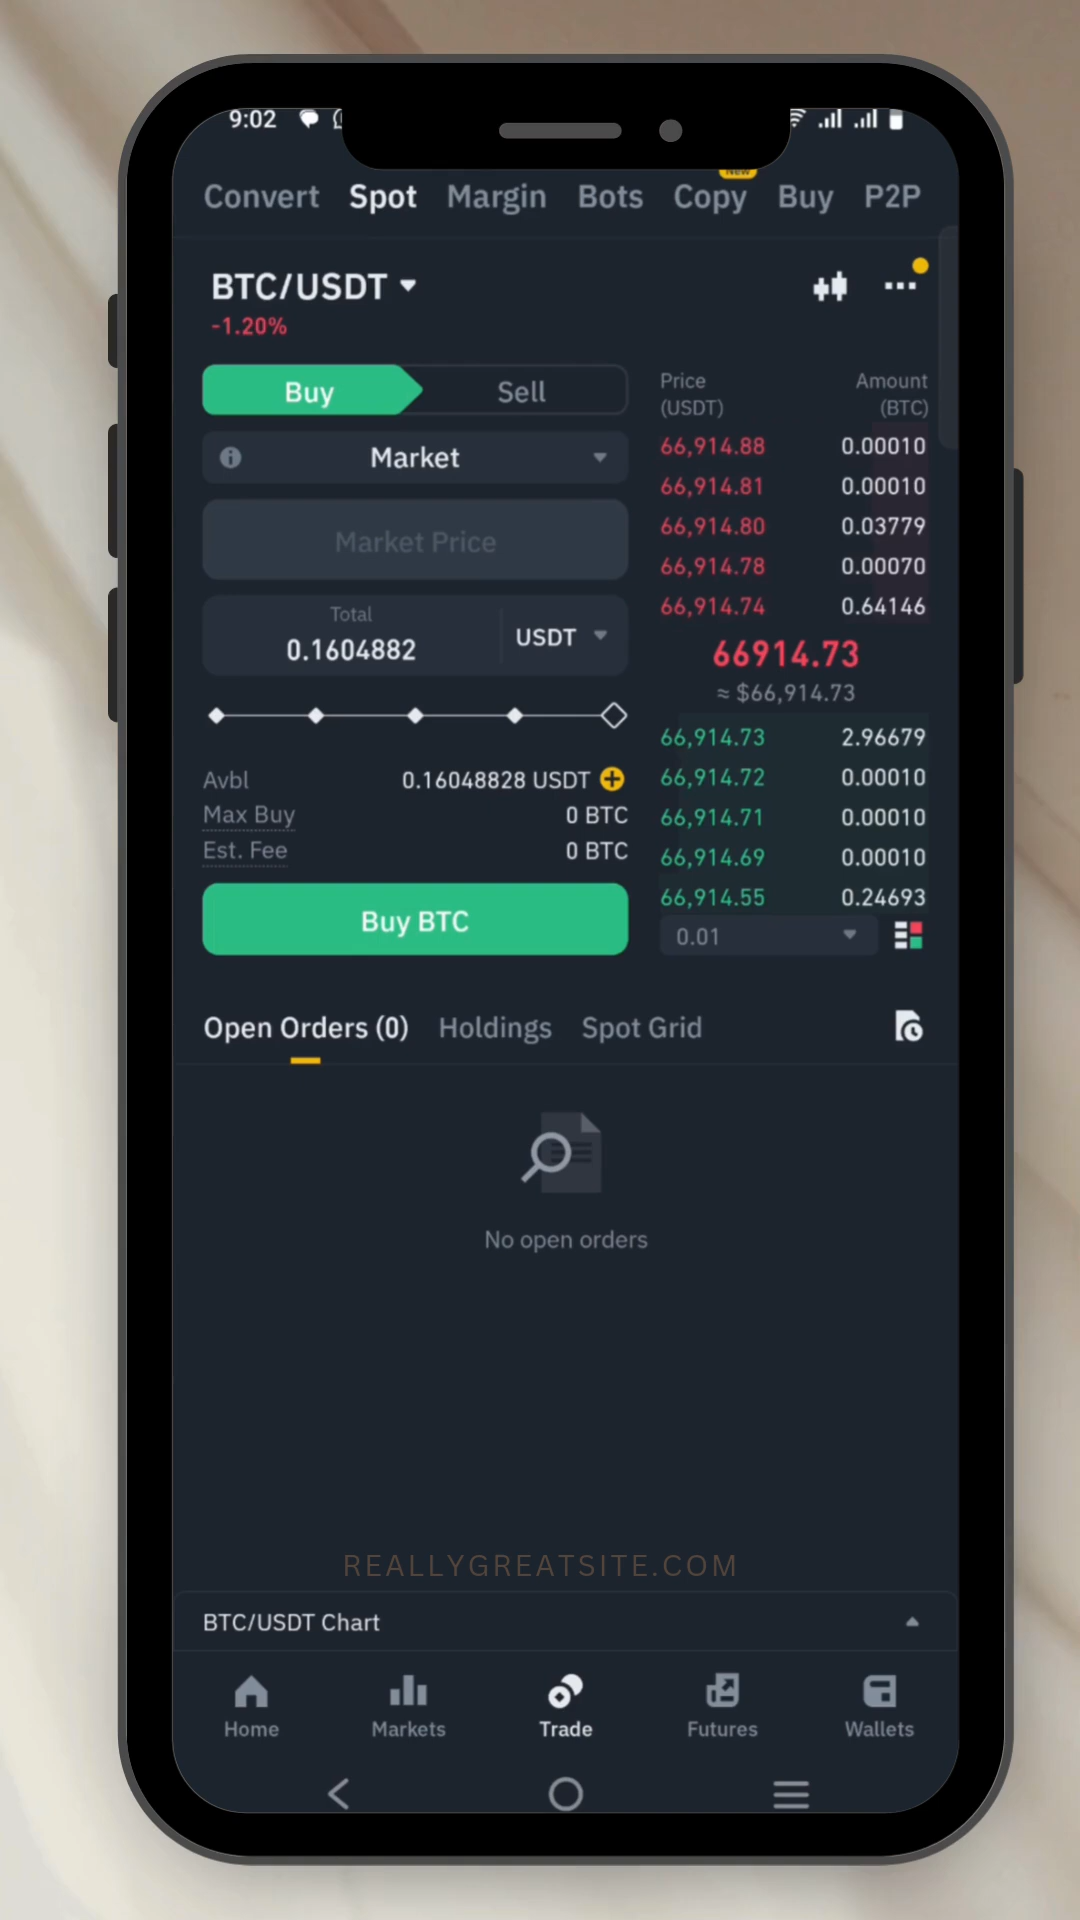 9:02
New
Convert Spot Margin Bots Copy Buy P2P
BTC/USDT
-1.20%
Buy Sell
Market
Market Price
Total
0.1604882 USDT
Avbl 0.16048828 USDT
Max Buy 0 BTC
Est. Fee 0 BTC
Buy BTC
Price Amount
(USDT) (BTC)
66,914.88 0.00010
66,914.81 0.00010
66,914.80 0.03779
66,914.78 0.00070
66,914.74 0.64146
66914.73
≈ $66,914.73
66,914.73 2.96679
66,914.72 0.00010
66,914.71 0.00010
66,914.69 0.00010
66,914.55 0.24693
0.01
Open Orders (0) Holdings Spot Grid
No open orders
REALLYGREATSITE.COM
BTC/USDT Chart
Home Markets Trade Futures Wallets